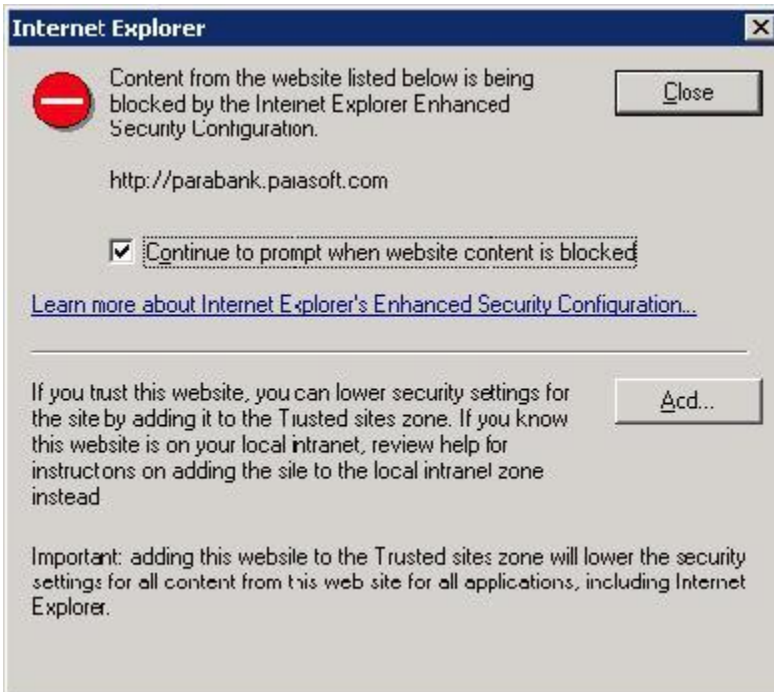 Internet Explorer
Content from the website listed below is being
blocked by the Internet Explorer Enhanced
Security Configuration.
Close
http://parabank.parasoft.com
Continue to prompt when website content is blocked
Learn more about Internet Explorer's Enhanced Security Configuration...
If you trust this website, you can lower security settings for
the site by adding it to the Trusted sites zone. If you know
this website is on your local intranet, review help for
instructons on adding the site to the local intranet zone
instead
Add...
Important: adding this website to the Trusted sites zone will lower the security
settings for all content from this web site for all applications, including Internet
Explorer.